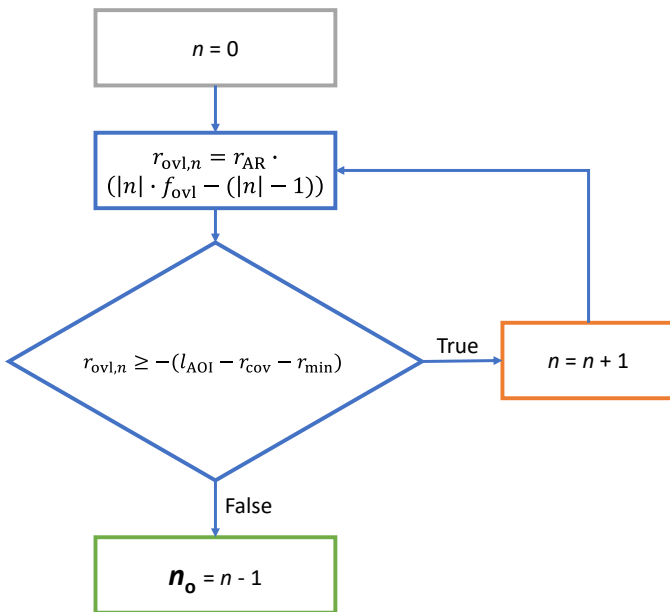 n = 0
r_ovl,n = r_AR ·
(|n| · f_ovl − (|n| − 1))
r_ovl,n ≥ −(l_AOI − r_cov − r_min)
True
n = n + 1
False
n_o = n - 1